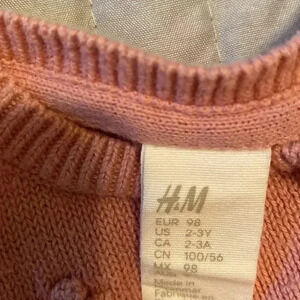 H&M
EUR 98
US 2-3Y
CA 2-3A
CN 100/56
MX 98
Made in